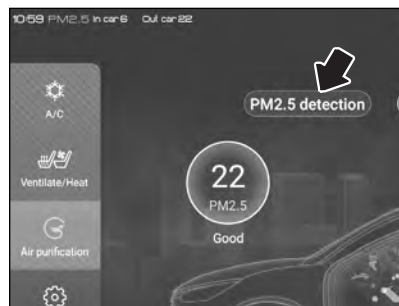 10:59 PM2.5 In car 6 Out car 22
A/C
PM2.5 detection
Ventilate/Heat
22
PM2.5
Good
Air purification